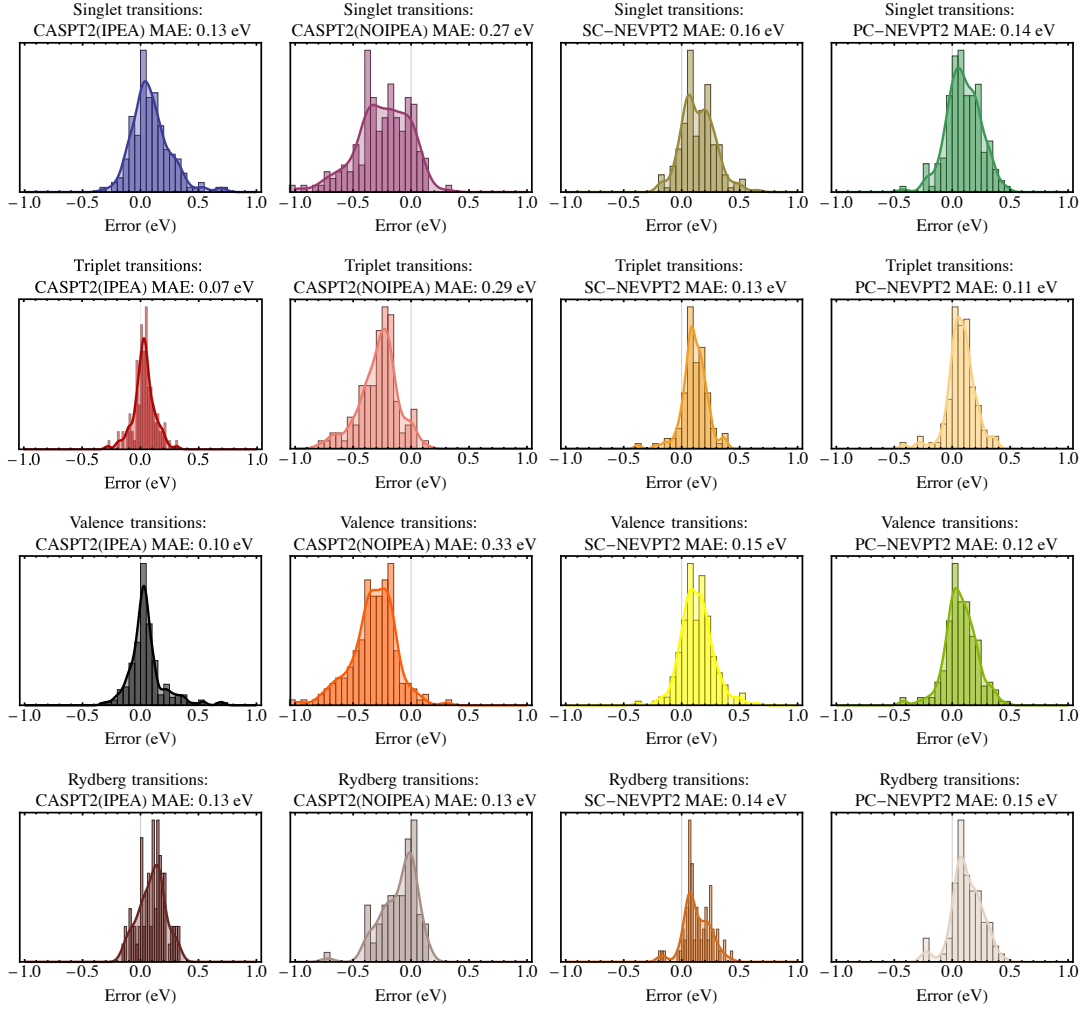 Singlet transitions: Singlet transitions: Singlet transitions: Singlet transitions:
CASPT2(IPEA) MAE: 0.13 eV CASPT2(NOIPEA) MAE: 0.27 eV SC−NEVPT2 MAE: 0.16 eV PC−NEVPT2 MAE: 0.14 eV
−1.0 −0.5 0.0 0.5 1.0 −1.0 −0.5 0.0 0.5 1.0 −1.0 −0.5 0.0 0.5 1.0 −1.0 −0.5 0.0 0.5 1.0
Error (eV) Error (eV) Error (eV) Error (eV)
Triplet transitions: Triplet transitions: Triplet transitions: Triplet transitions:
CASPT2(IPEA) MAE: 0.07 eV CASPT2(NOIPEA) MAE: 0.29 eV SC−NEVPT2 MAE: 0.13 eV PC−NEVPT2 MAE: 0.11 eV
−1.0 −0.5 0.0 0.5 1.0 −1.0 −0.5 0.0 0.5 1.0 −1.0 −0.5 0.0 0.5 1.0 −1.0 −0.5 0.0 0.5 1.0
Error (eV) Error (eV) Error (eV) Error (eV)
Valence transitions: Valence transitions: Valence transitions: Valence transitions:
CASPT2(IPEA) MAE: 0.10 eV CASPT2(NOIPEA) MAE: 0.33 eV SC−NEVPT2 MAE: 0.15 eV PC−NEVPT2 MAE: 0.12 eV
−1.0 −0.5 0.0 0.5 1.0 −1.0 −0.5 0.0 0.5 1.0 −1.0 −0.5 0.0 0.5 1.0 −1.0 −0.5 0.0 0.5 1.0
Error (eV) Error (eV) Error (eV) Error (eV)
Rydberg transitions: Rydberg transitions: Rydberg transitions: Rydberg transitions:
CASPT2(IPEA) MAE: 0.13 eV CASPT2(NOIPEA) MAE: 0.13 eV SC−NEVPT2 MAE: 0.14 eV PC−NEVPT2 MAE: 0.15 eV
−1.0 −0.5 0.0 0.5 1.0 −1.0 −0.5 0.0 0.5 1.0 −1.0 −0.5 0.0 0.5 1.0 −1.0 −0.5 0.0 0.5 1.0
Error (eV) Error (eV) Error (eV) Error (eV)